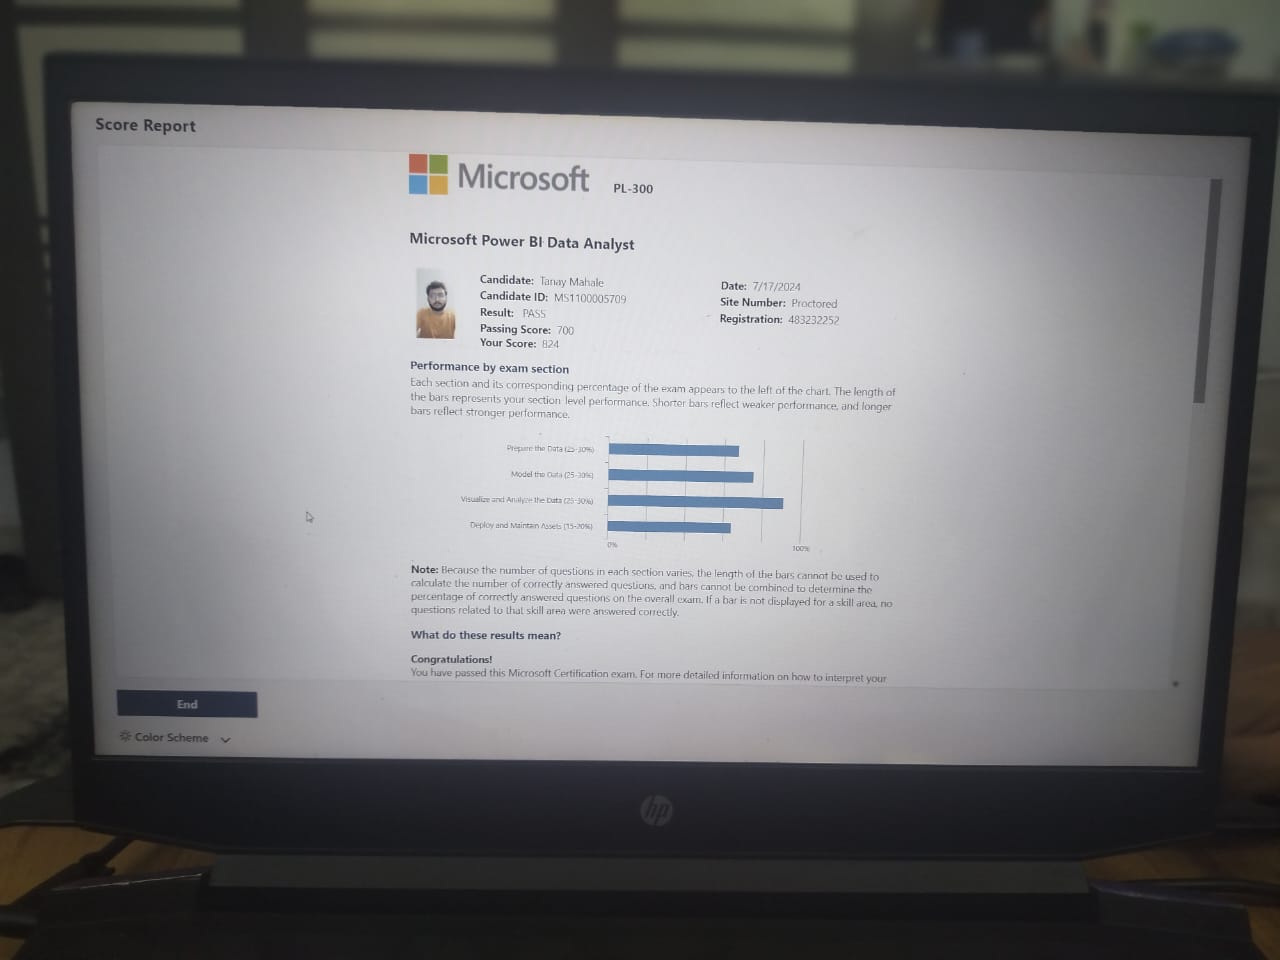 Score Report
Microsoft PL-300
Microsoft Power BI Data Analyst
Candidate: Tanay Mahale
Candidate ID: MS1100005709
Result: PASS
Passing Score: 700
Your Score: 824
Date: 7/17/2024
Site Number: Proctored
Registration: 483232252
Performance by exam section
Each section and its corresponding percentage of the exam appears to the left of the chart. The length of
the bars represents your section level performance. Shorter bars reflect weaker performance, and longer
bars reflect stronger performance.
Prepare the Data (25-30%)
Model the Data (25-30%)
Visualize and Analyze the Data (25-30%)
Deploy and Maintain Assets (15-20%)
0%
100%
Note: Because the number of questions in each section varies, the length of the bars cannot be used to
calculate the number of correctly answered questions, and bars cannot be combined to determine the
percentage of correctly answered questions on the overall exam. If a bar is not displayed for a skill area, no
questions related to that skill area were answered correctly.
What do these results mean?
Congratulations!
You have passed this Microsoft Certification exam. For more detailed information on how to interpret your
End
Color Scheme
hp